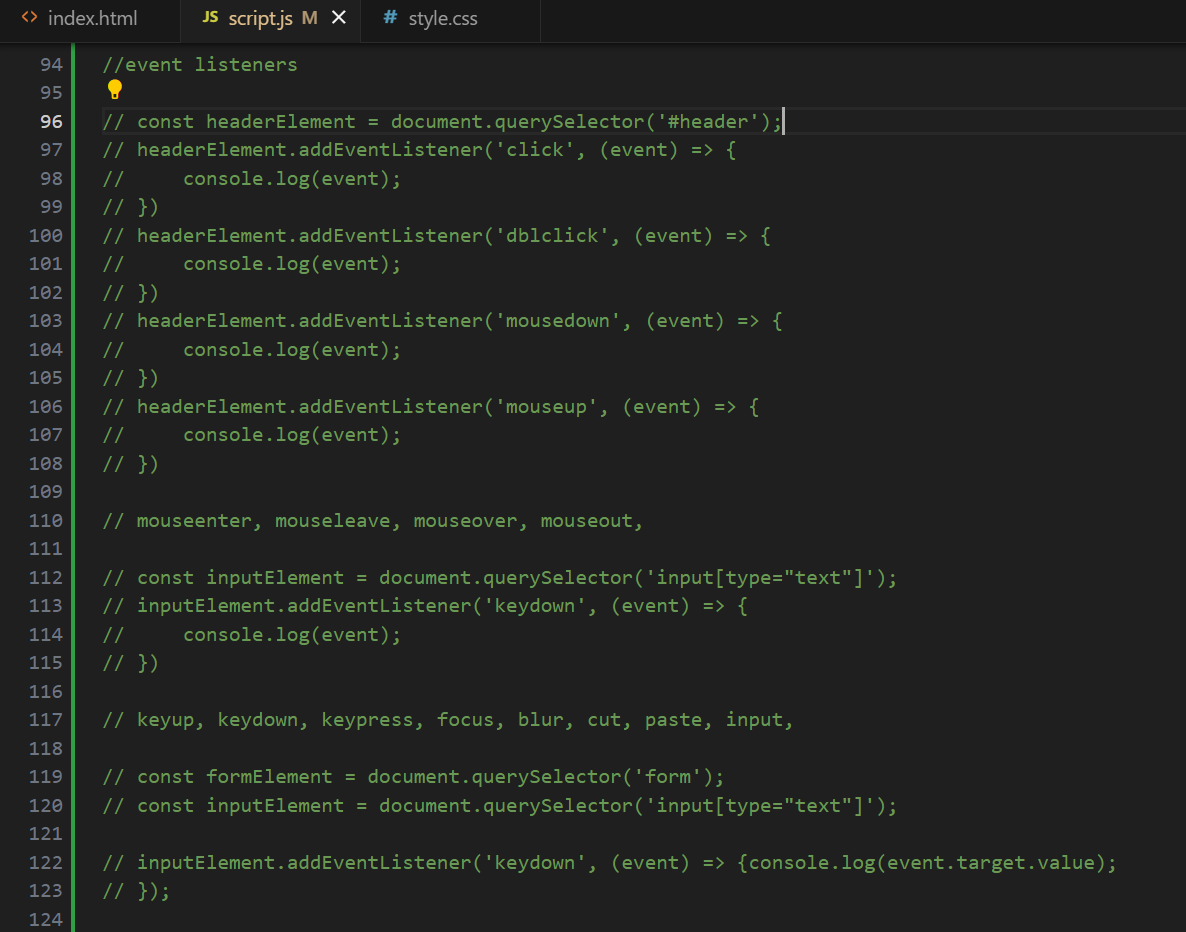 <> index.html JS script.js M × # style.css
94 //event listeners
95
96 // const headerElement = document.querySelector('#header');
97 // headerElement.addEventListener('click', (event) => {
98 //     console.log(event);
99 // })
100 // headerElement.addEventListener('dblclick', (event) => {
101 //     console.log(event);
102 // })
103 // headerElement.addEventListener('mousedown', (event) => {
104 //     console.log(event);
105 // })
106 // headerElement.addEventListener('mouseup', (event) => {
107 //     console.log(event);
108 // })
109
110 // mouseenter, mouseleave, mouseover, mouseout,
111
112 // const inputElement = document.querySelector('input[type="text"]');
113 // inputElement.addEventListener('keydown', (event) => {
114 //     console.log(event);
115 // })
116
117 // keyup, keydown, keypress, focus, blur, cut, paste, input,
118
119 // const formElement = document.querySelector('form');
120 // const inputElement = document.querySelector('input[type="text"]');
121
122 // inputElement.addEventListener('keydown', (event) => {console.log(event.target.value);
123 // });
124